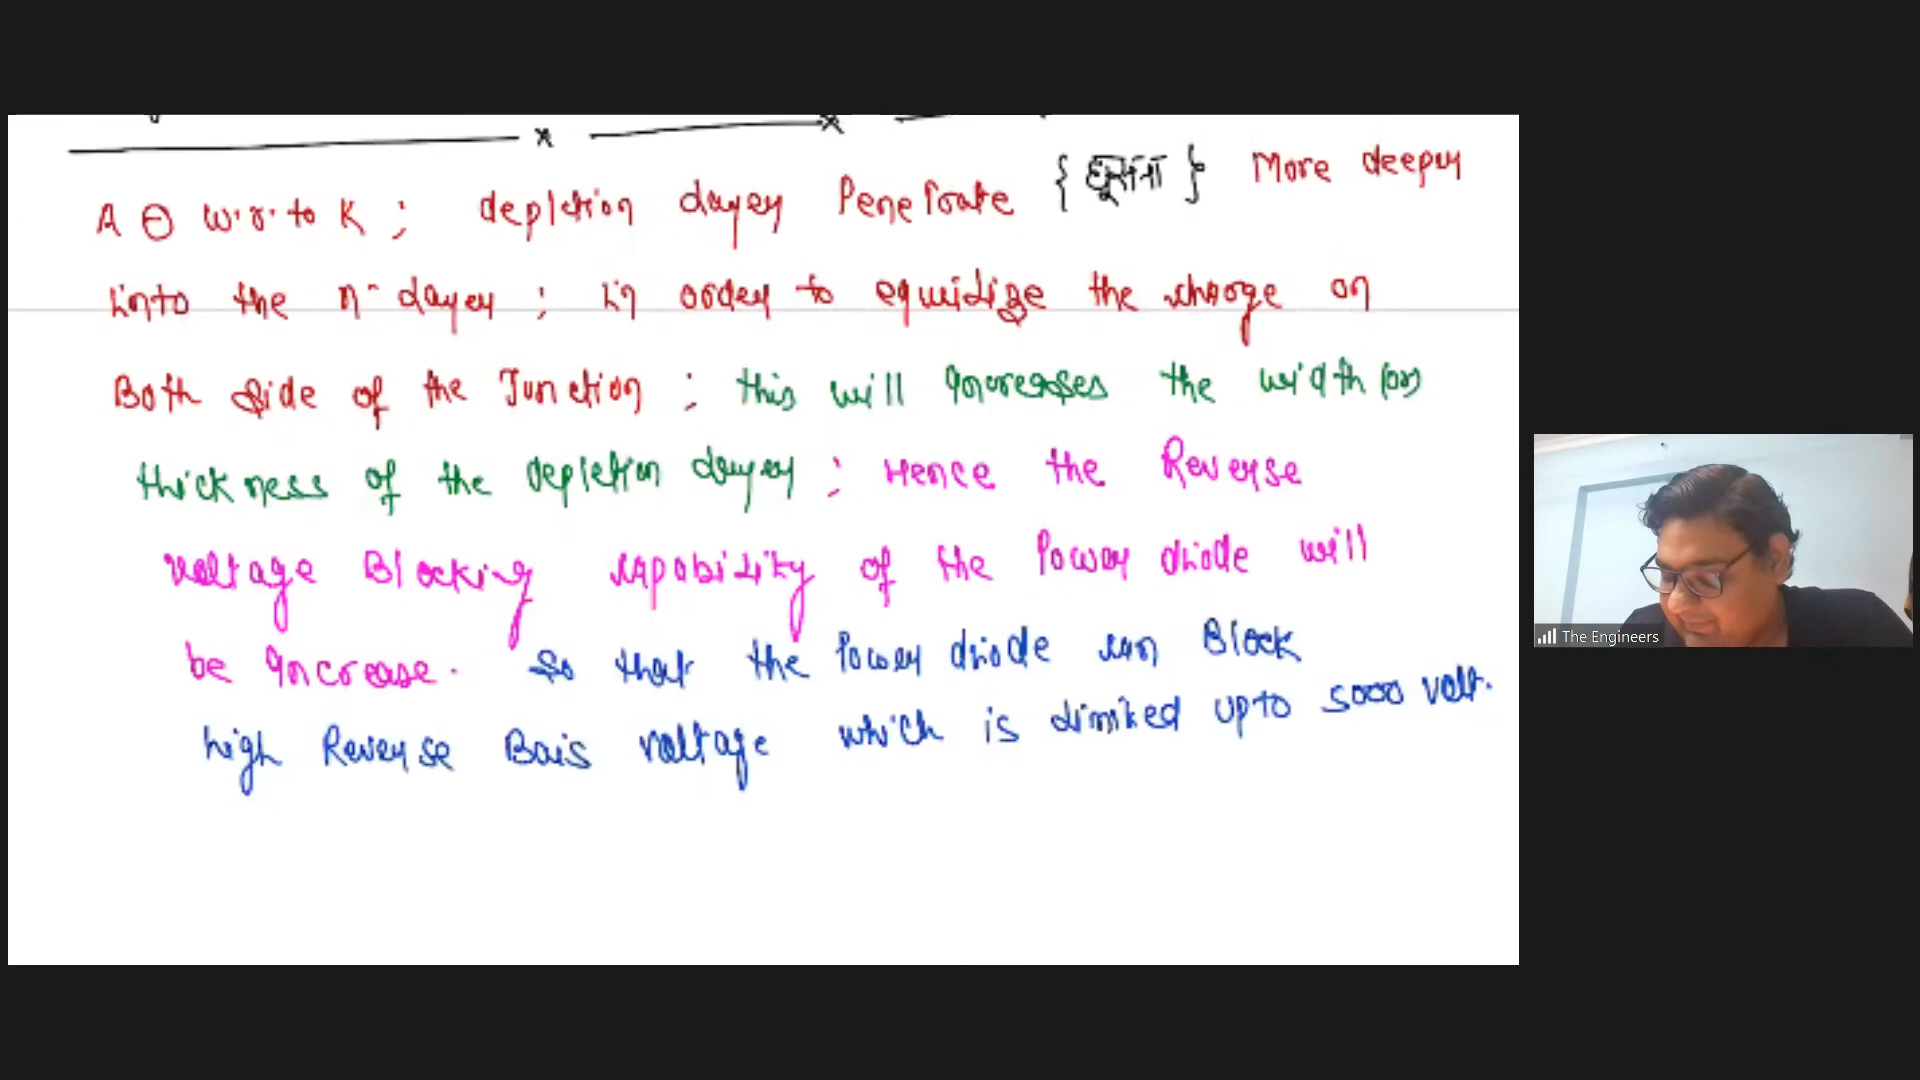 A ⊖ w.r.to K ; depletion layer Penetrate { घूसना } More deeper
into the n⁻ layer ; in order to equilize the charge on
Both side of the Junction ; this will increases the width (or)
thickness of the depletion layer ; Hence the Reverse
voltage Blocking capability of the Power diode will
be increase. So that the Power diode can Block
high Reverse Bais voltage which is limited upto 5000 volt.
The Engineers